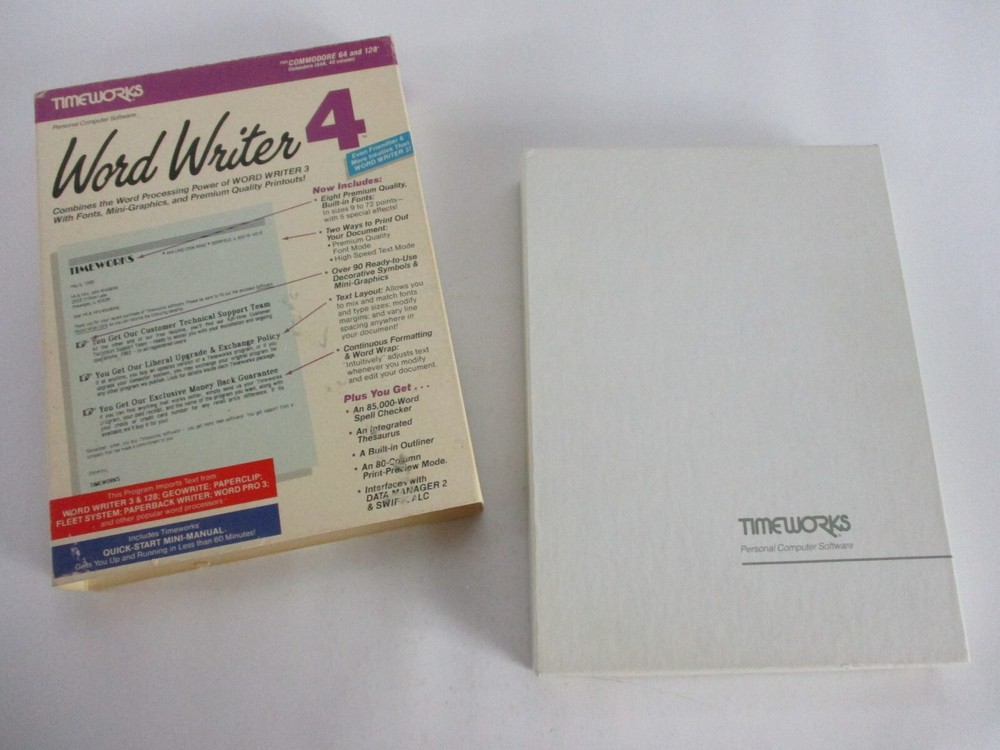 TIMEWORKS
FOR COMMODORE 64 and 128*
Personal Computer Software
Word Writer 4
Even Friendlier &
More Intuitive Than
WORD WRITER 3!
Combines the Word Processing Power of WORD WRITER 3
With Fonts, Mini-Graphics, and Premium Quality Printouts!
Now Includes:
• Eight Premium Quality,
Built-in Fonts:
In sizes 9 to 72 points—
with 5 special effects!
• Two Ways to Print Out
Your Document:
• Premium Quality
Font Mode
• High Speed Text Mode
• Over 90 Ready-to-Use
Decorative Symbols &
Mini-Graphics
• Text Layout: Allows you
to mix and match fonts
and type sizes; modify
margins; and vary line
spacing anywhere in
your document!
• Continuous Formatting
& Word Wrap:
"Intuitively" adjusts text
whenever you modify
and edit your document.
Plus You Get . . .
• An 85,000-Word
Spell Checker
• An Integrated
Thesaurus
• A Built-in Outliner
• An 80-Column
Print-Preview Mode.
• Interfaces with
DATA MANAGER 2
& SWIFTCALC
TIMEWORKS
You Get Our Customer Technical Support Team
You Get Our Liberal Upgrade & Exchange Policy
You Get Our Exclusive Money Back Guarantee
TIMEWORKS
This Program Imports Text from
WORD WRITER 3 & 128; GEOWRITE; PAPERCLIP;
FLEET SYSTEM; PAPERBACK WRITER; WORD PRO 3;
and other popular word processors
Includes Timeworks'
QUICK-START MINI-MANUAL.
Gets You Up and Running in Less than 60 Minutes!
TIMEWORKS
Personal Computer Software